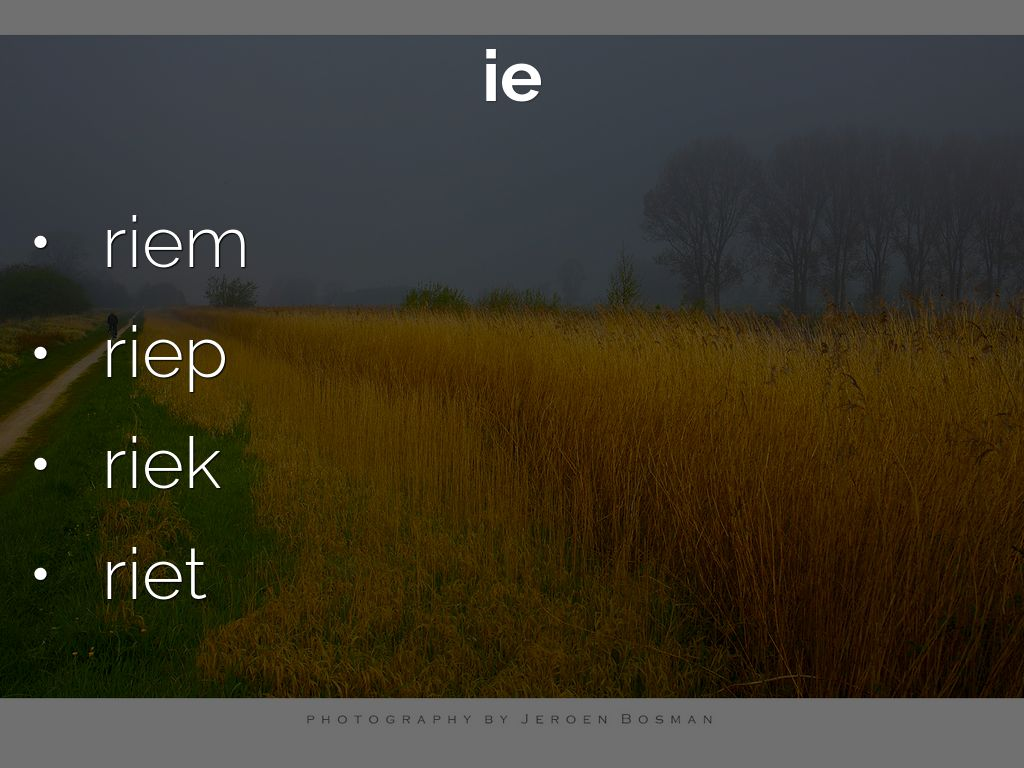 ie
• riem
• riep
• riek
• riet
PHOTOGRAPHY BY JEROEN BOSMAN